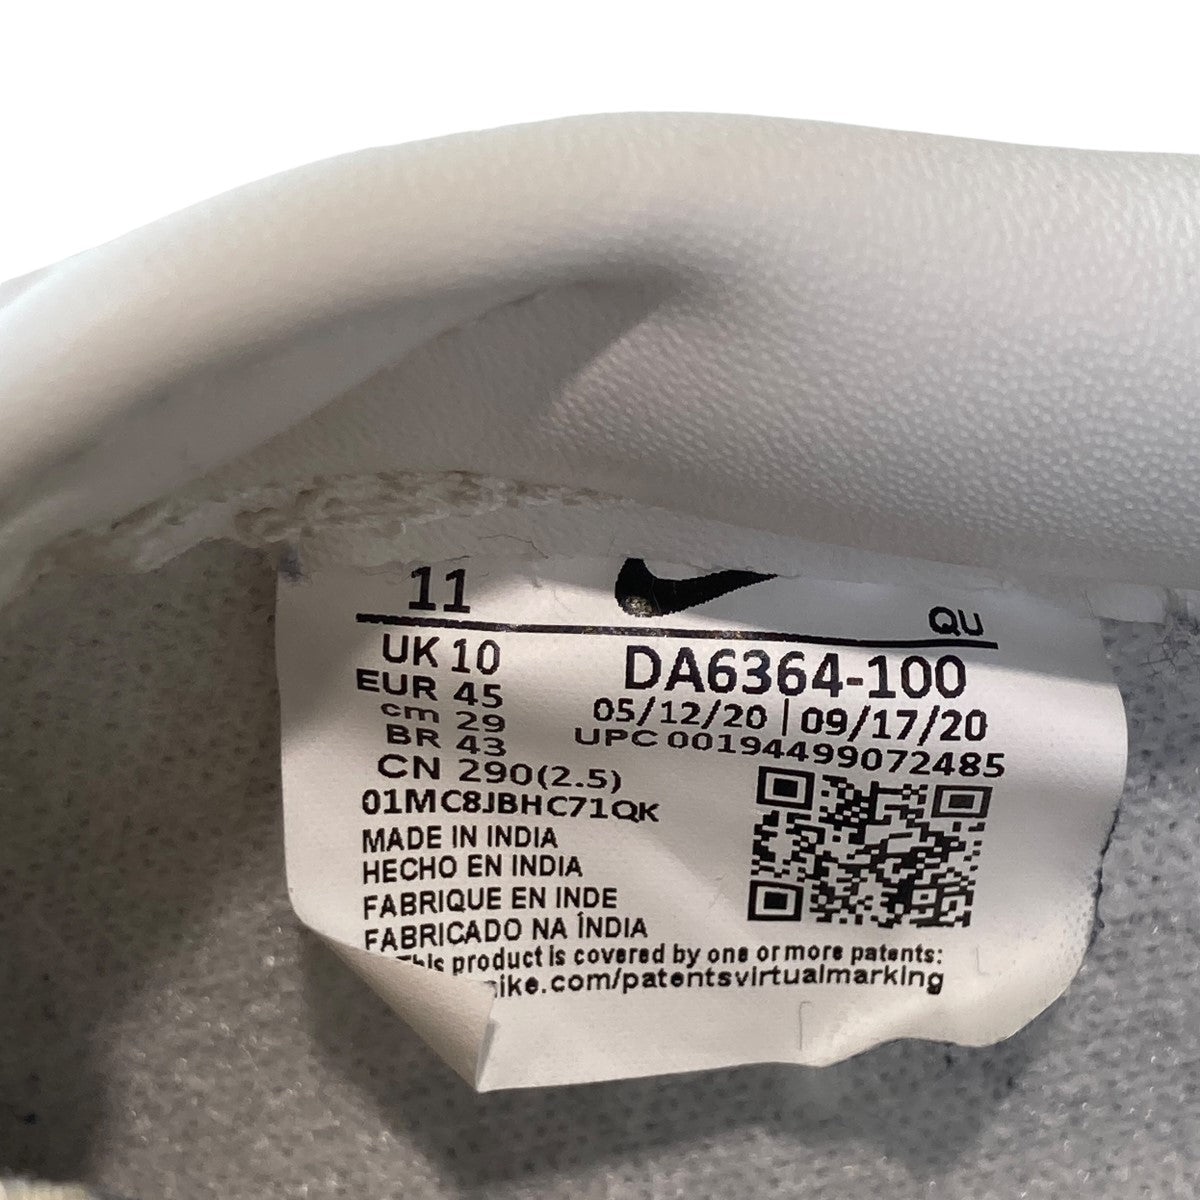 11
QU
UK 10
EUR 45
cm 29
BR 43
CN 290(2.5)
DA6364-100
05/12/20 | 09/17/20
UPC 00194499072485
01MC8JBHC71QK
MADE IN INDIA
HECHO EN INDIA
FABRIQUE EN INDE
FABRICADO NA ÍNDIA
product is covered by one or more patents:
ike.com/patentsvirtualmarking